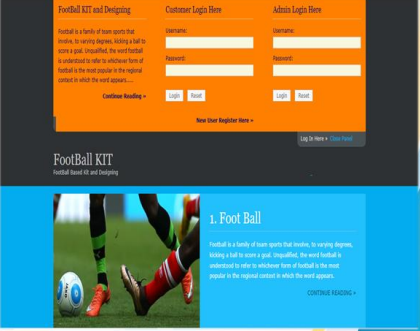 FootBall KIT and Designing
Football is a family of team sports that
involve, to varying degrees, kicking a ball to
score a goal. Unqualified, the word football
is understood to refer to whichever form of
football is the most popular in the regional
context in which the word appears....
Continue Reading »
Customer Login Here
Username:
Password:
Login Reset
Admin Login Here
Username:
Password:
Login Reset
New User Register Here »
Log In Here » Close Panel
FootBall KIT
FootBall Based Kit and Designing
1. Foot Ball
Football is a family of team sports that involve, to varying degrees,
kicking a ball to score a goal. Unqualified, the word football is
understood to refer to whichever form of football is the most
popular in the regional context in which the word appears.
CONTINUE READING »